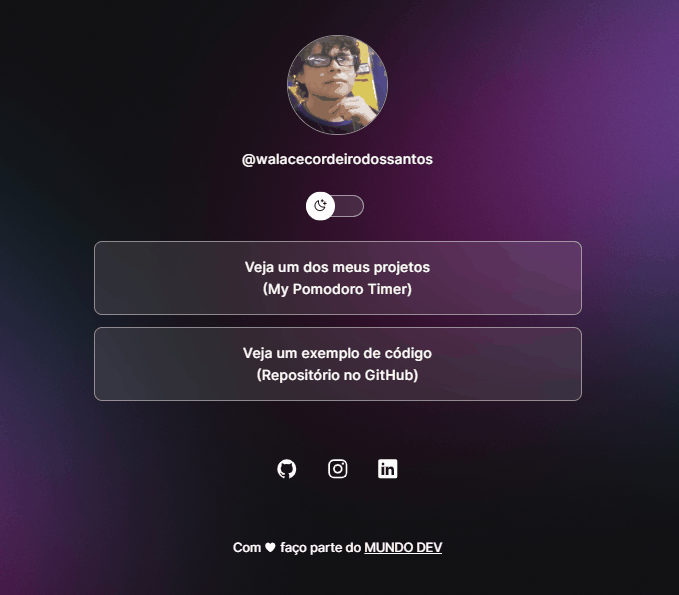 @walacecordeirodossantos
Veja um dos meus projetos
(My Pomodoro Timer)
Veja um exemplo de código
(Repositório no GitHub)
in
Com ♥ faço parte do MUNDO DEV